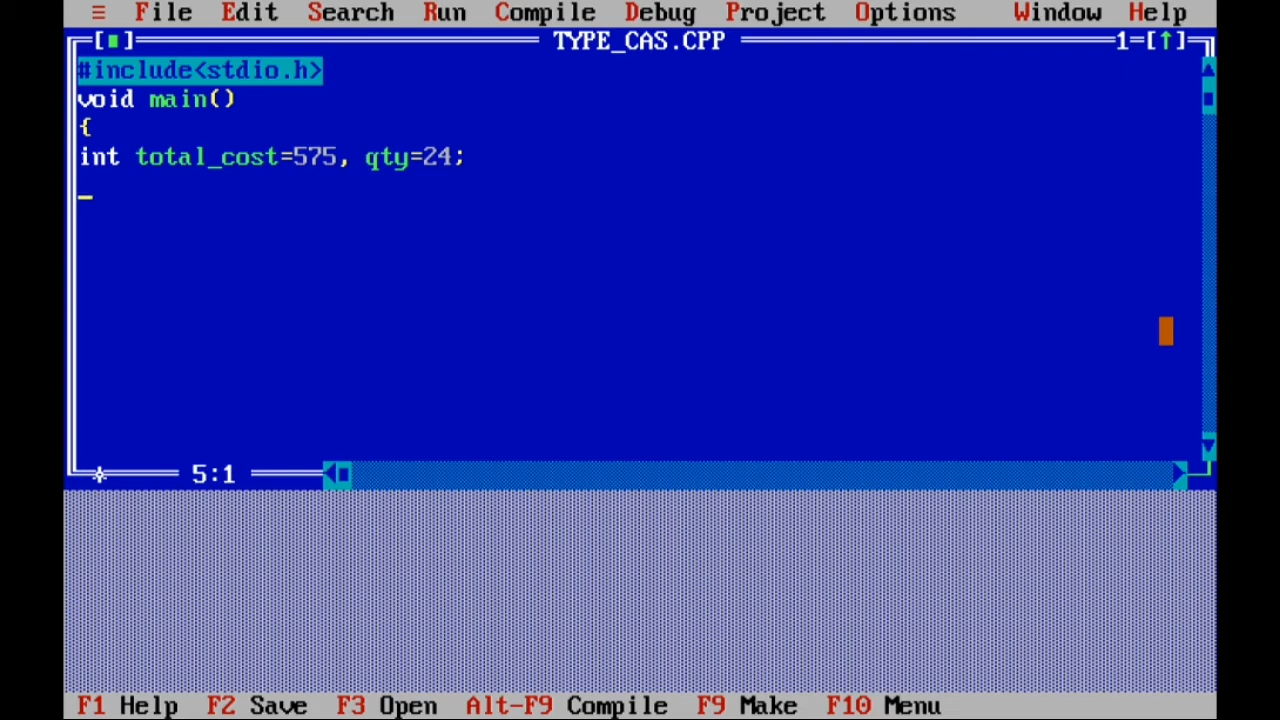 ≡ File Edit Search Run Compile Debug Project Options Window Help
[■] TYPE_CAS.CPP 1=[↑]
#include<stdio.h>
void main()
{
int total_cost=575, qty=24;
5:1
F1 Help F2 Save F3 Open Alt-F9 Compile F9 Make F10 Menu